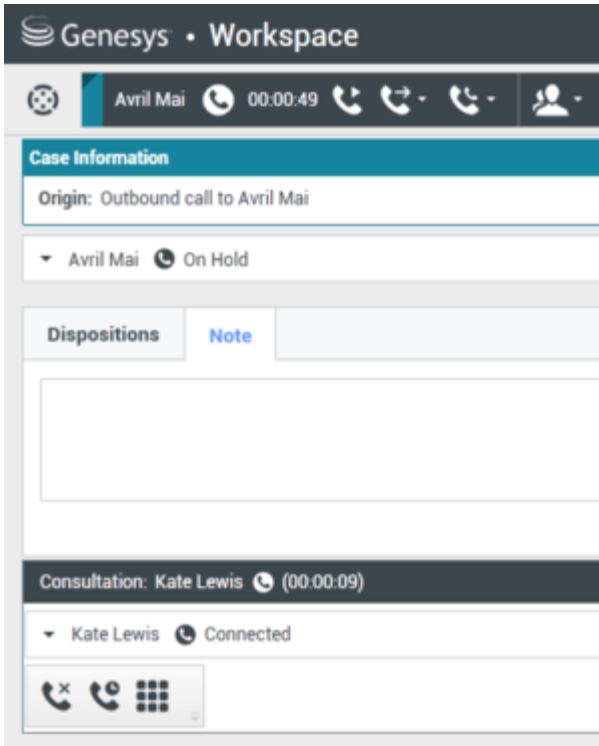 Genesys • Workspace
Avril Mai 00:00:49
Case Information
Origin: Outbound call to Avril Mai
Avril Mai On Hold
Dispositions Note
Consultation: Kate Lewis (00:00:09)
Kate Lewis Connected